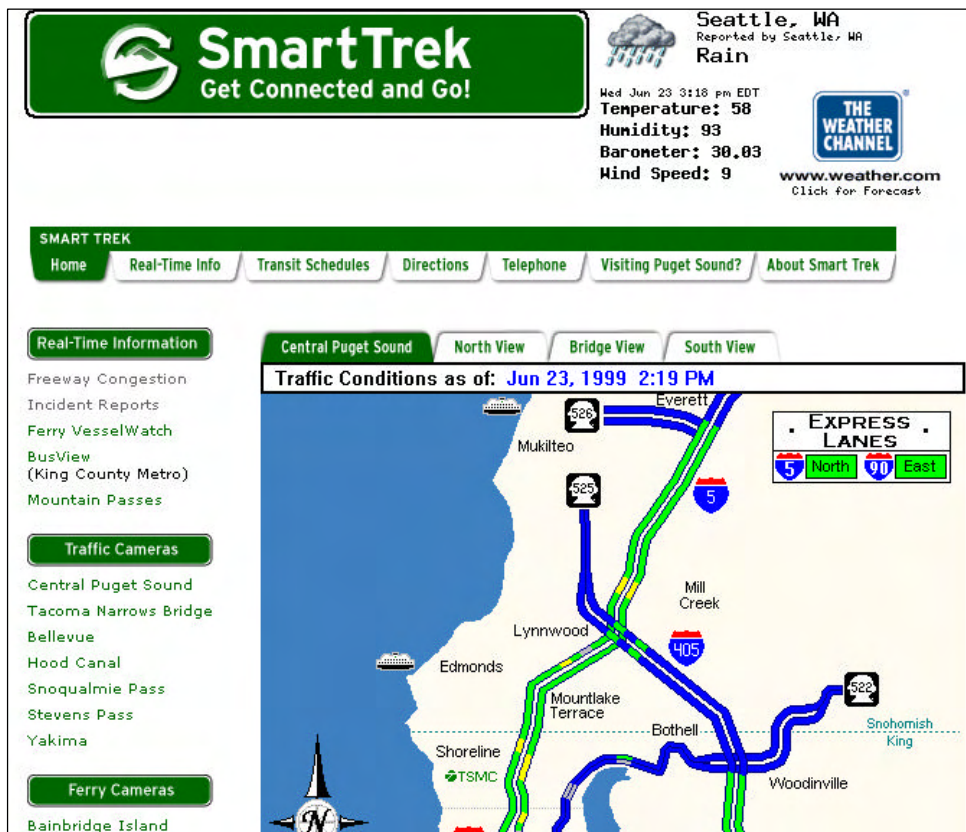 SmartTrek
Get Connected and Go!
Seattle, WA
Reported by Seattle, WA
Rain
Wed Jun 23 3:18 pm EDT
Temperature: 58
Humidity: 93
Barometer: 30.03
Wind Speed: 9
THE
WEATHER
CHANNEL
®
www.weather.com
Click for Forecast
SMART TREK
Home
Real-Time Info
Transit Schedules
Directions
Telephone
Visiting Puget Sound?
About Smart Trek
Real-Time Information
Freeway Congestion
Incident Reports
Ferry VesselWatch
BusView
(King County Metro)
Mountain Passes
Traffic Cameras
Central Puget Sound
Tacoma Narrows Bridge
Bellevue
Hood Canal
Snoqualmie Pass
Stevens Pass
Yakima
Ferry Cameras
Bainbridge Island
Central Puget Sound
North View
Bridge View
South View
Traffic Conditions as of: Jun 23, 1999 2:19 PM
Everett
526
Mukilteo
. EXPRESS .
LANES
5 North 90 East
525
5
Mill
Creek
Lynnwood
405
Edmonds
522
Mountlake
Terrace
Bothell
Snohomish
King
Shoreline
TSMC
Woodinville
N